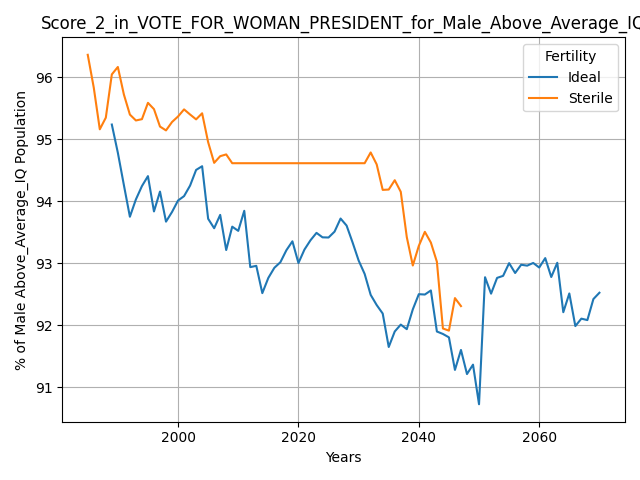 Score_2_in_VOTE_FOR_WOMAN_PRESIDENT_for_Male_Above_Average_IQ
Fertility
Ideal
Sterile
% of Male Above_Average_IQ Population
96
95
94
93
92
91
2000
2020
2040
2060
Years